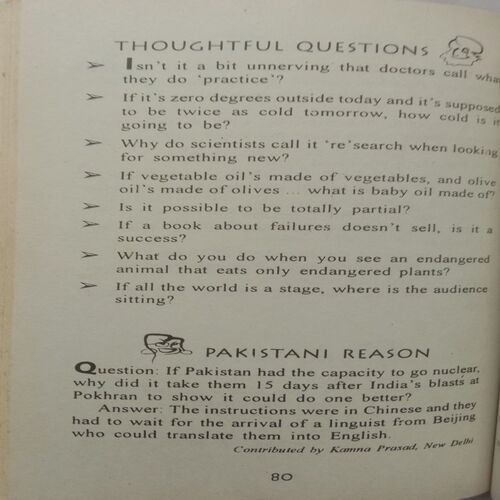 THOUGHTFUL QUESTIONS
Isn't it a bit unnerving that doctors call what
they do 'practice'?
If it's zero degrees outside today and it's supposed
to be twice as cold tomorrow, how cold is it
going to be?
Why do scientists call it 're'search when looking
for something new?
If vegetable oil's made of vegetables, and olive
oil's made of olives ... what is baby oil made of?
Is it possible to be totally partial?
If a book about failures doesn't sell, is it a
success?
What do you do when you see an endangered
animal that eats only endangered plants?
If all the world is a stage, where is the audience
sitting?
PAKISTANI REASON
Question: If Pakistan had the capacity to go nuclear,
why did it take them 15 days after India's blasts at
Pokhran to show it could do one better?
Answer: The instructions were in Chinese and they
had to wait for the arrival of a linguist from Beijing
who could translate them into English.
Contributed by Kamna Prasad, New Delhi
80